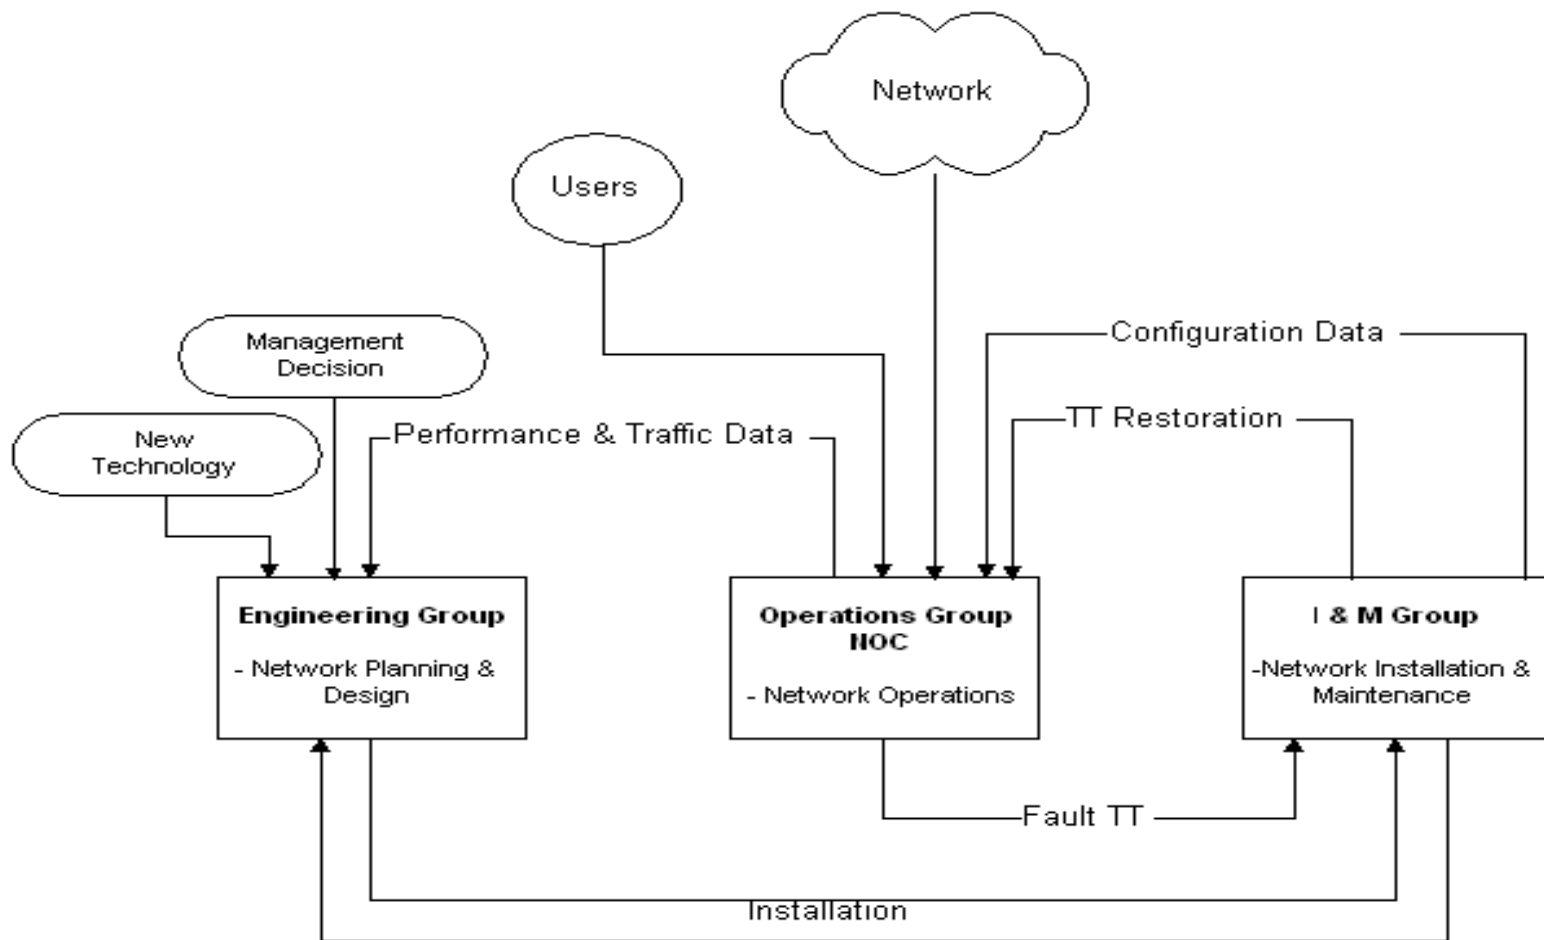 Network
Users
Management
Decision
New
Technology
Configuration Data
TT Restoration
Performance & Traffic Data
Engineering Group
- Network Planning &
Design
Operations Group
NOC
- Network Operations
I & M Group
-Network Installation &
Maintenance
Fault TT
Installation